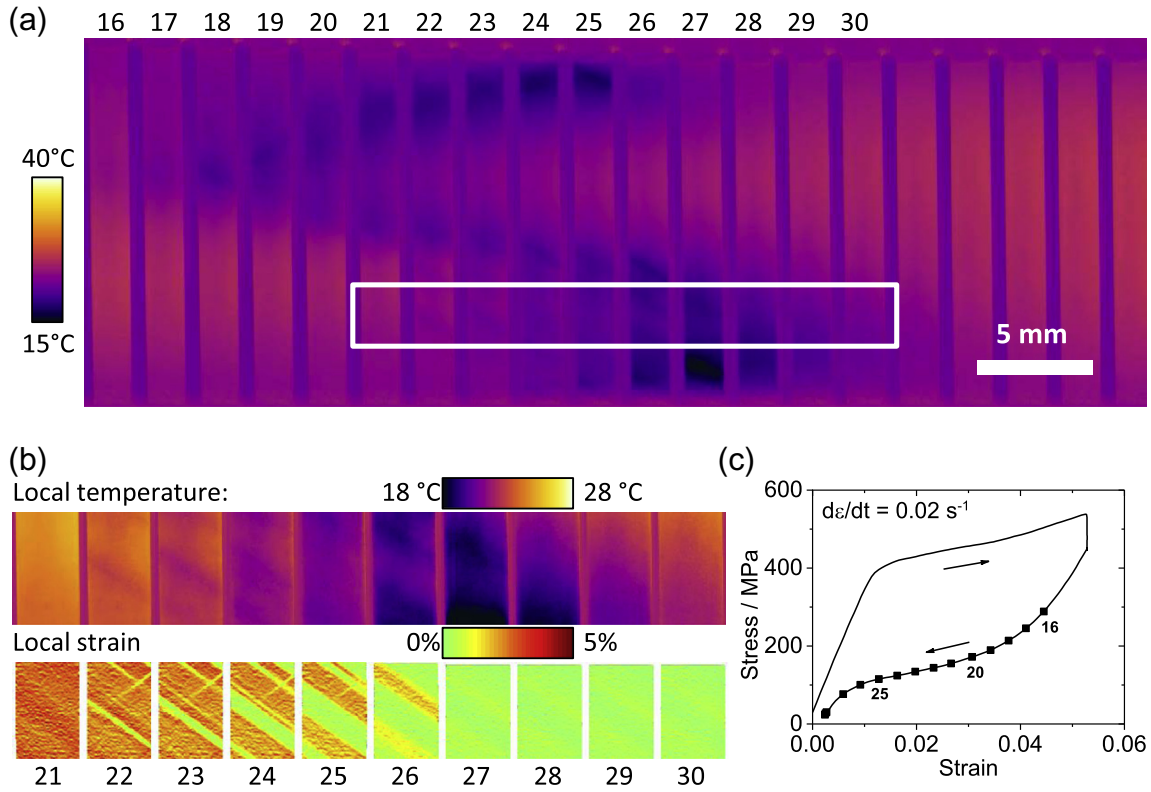 (a)
16 17 18 19 20 21 22 23 24 25 26 27 28 29 30
40°C
15°C
5 mm
(b)
Local temperature:
18 °C
28 °C
Local strain
0%
5%
21 22 23 24 25 26 27 28 29 30
(c)
600
400
200
0
Stress / MPa
dε/dt = 0.02 s⁻¹
16
20
25
0.00 0.02 0.04 0.06
Strain